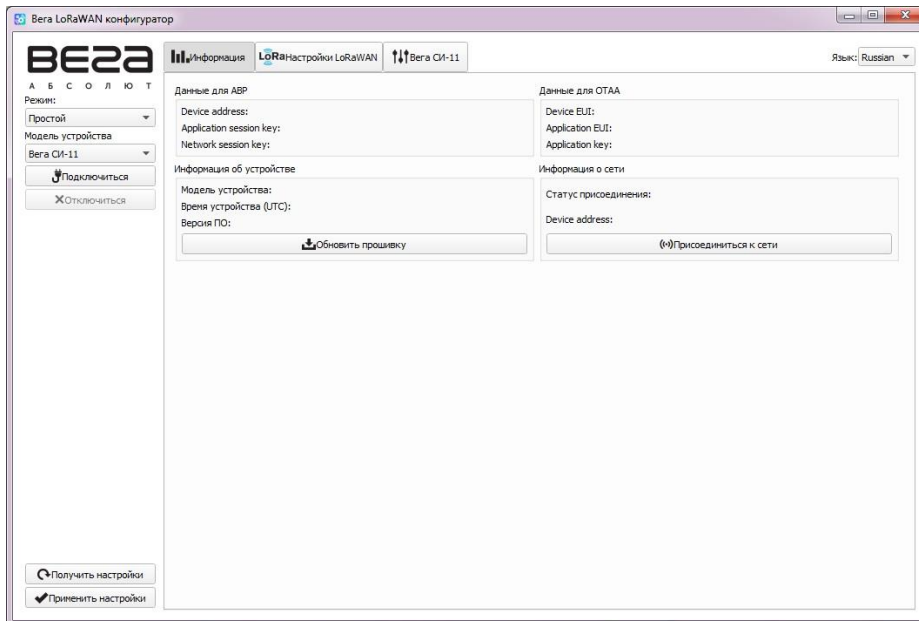 Вега LoRaWAN конфигуратор
ВЕГА
АБСОЛЮТ
Режим:
Простой
Модель устройства
Вега СИ-11
Подключиться
Отключиться
Получить настройки
Применить настройки
Информация
LoRa Настройки LoRaWAN
Вега СИ-11
Язык: Russian
Данные для ABP
Device address:
Application session key:
Network session key:
Данные для OTAA
Device EUI:
Application EUI:
Application key:
Информация об устройстве
Модель устройства:
Время устройства (UTC):
Версия ПО:
Обновить прошивку
Информация о сети
Статус присоединения:
Device address:
Присоединиться к сети